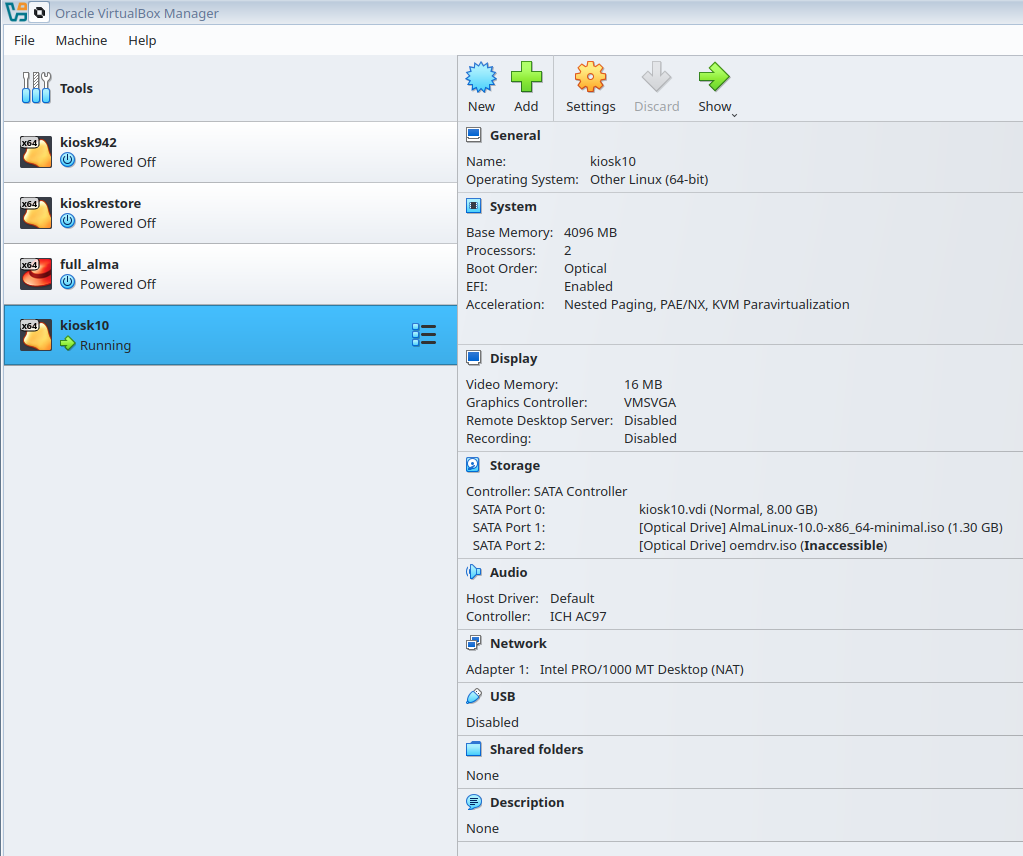 Oracle VirtualBox Manager
File Machine Help
Tools
x64 kiosk942
Powered Off
x64 kioskrestore
Powered Off
x64 full_alma
Powered Off
x64 kiosk10
Running
New Add Settings Discard Show
General
Name: kiosk10
Operating System: Other Linux (64-bit)
System
Base Memory: 4096 MB
Processors: 2
Boot Order: Optical
EFI: Enabled
Acceleration: Nested Paging, PAE/NX, KVM Paravirtualization
Display
Video Memory: 16 MB
Graphics Controller: VMSVGA
Remote Desktop Server: Disabled
Recording: Disabled
Storage
Controller: SATA Controller
SATA Port 0: kiosk10.vdi (Normal, 8.00 GB)
SATA Port 1: [Optical Drive] AlmaLinux-10.0-x86_64-minimal.iso (1.30 GB)
SATA Port 2: [Optical Drive] oemdrv.iso (Inaccessible)
Audio
Host Driver: Default
Controller: ICH AC97
Network
Adapter 1: Intel PRO/1000 MT Desktop (NAT)
USB
Disabled
Shared folders
None
Description
None